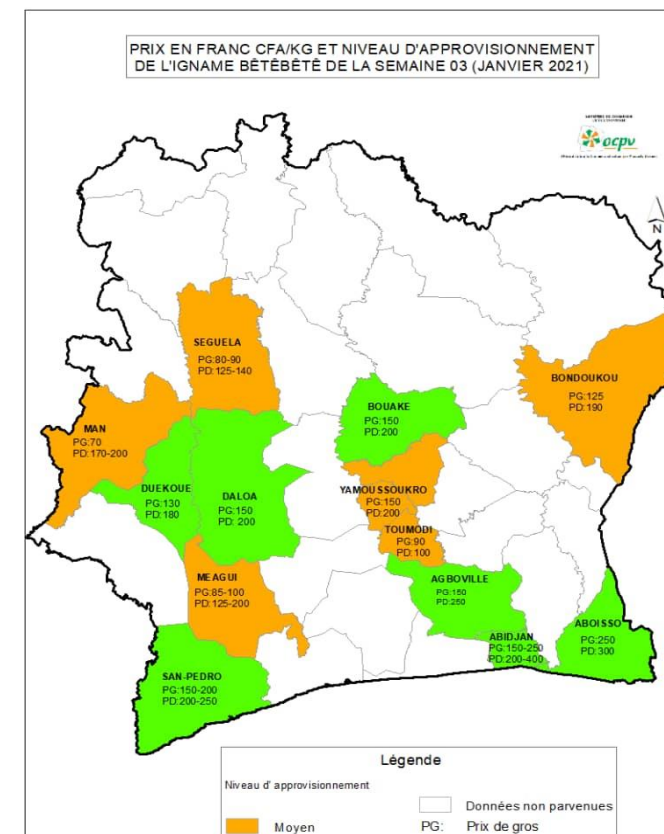 PRIX EN FRANC CFA/KG ET NIVEAU D'APPROVISIONNEMENT
DE L'IGNAME BÊTÊBÊTÊ DE LA SEMAINE 03 (JANVIER 2021)
ocpv
N
SEGUELA
PG:80-90
PD:125-140
BONDOUKOU
PG:125
PD:190
BOUAKE
PG:150
PD:200
MAN
PG:70
PD:170-200
DUEKOUE
PG:130
PD:180
DALOA
PG:150
PD: 200
YAMOUSSOUKRO
PG:150
PD:200
TOUMODI
PG:90
PD:100
MEAGUI
PG:85-100
PD:125-200
AGBOVILLE
PG:150
PD:250
ABIDJAN
PG:150-250
PD:200-400
ABOISSO
PG:250
PD:300
SAN-PEDRO
PG:150-200
PD:200-250
Légende
Niveau d' approvisionnement
Données non parvenues
Moyen
PG: Prix de gros